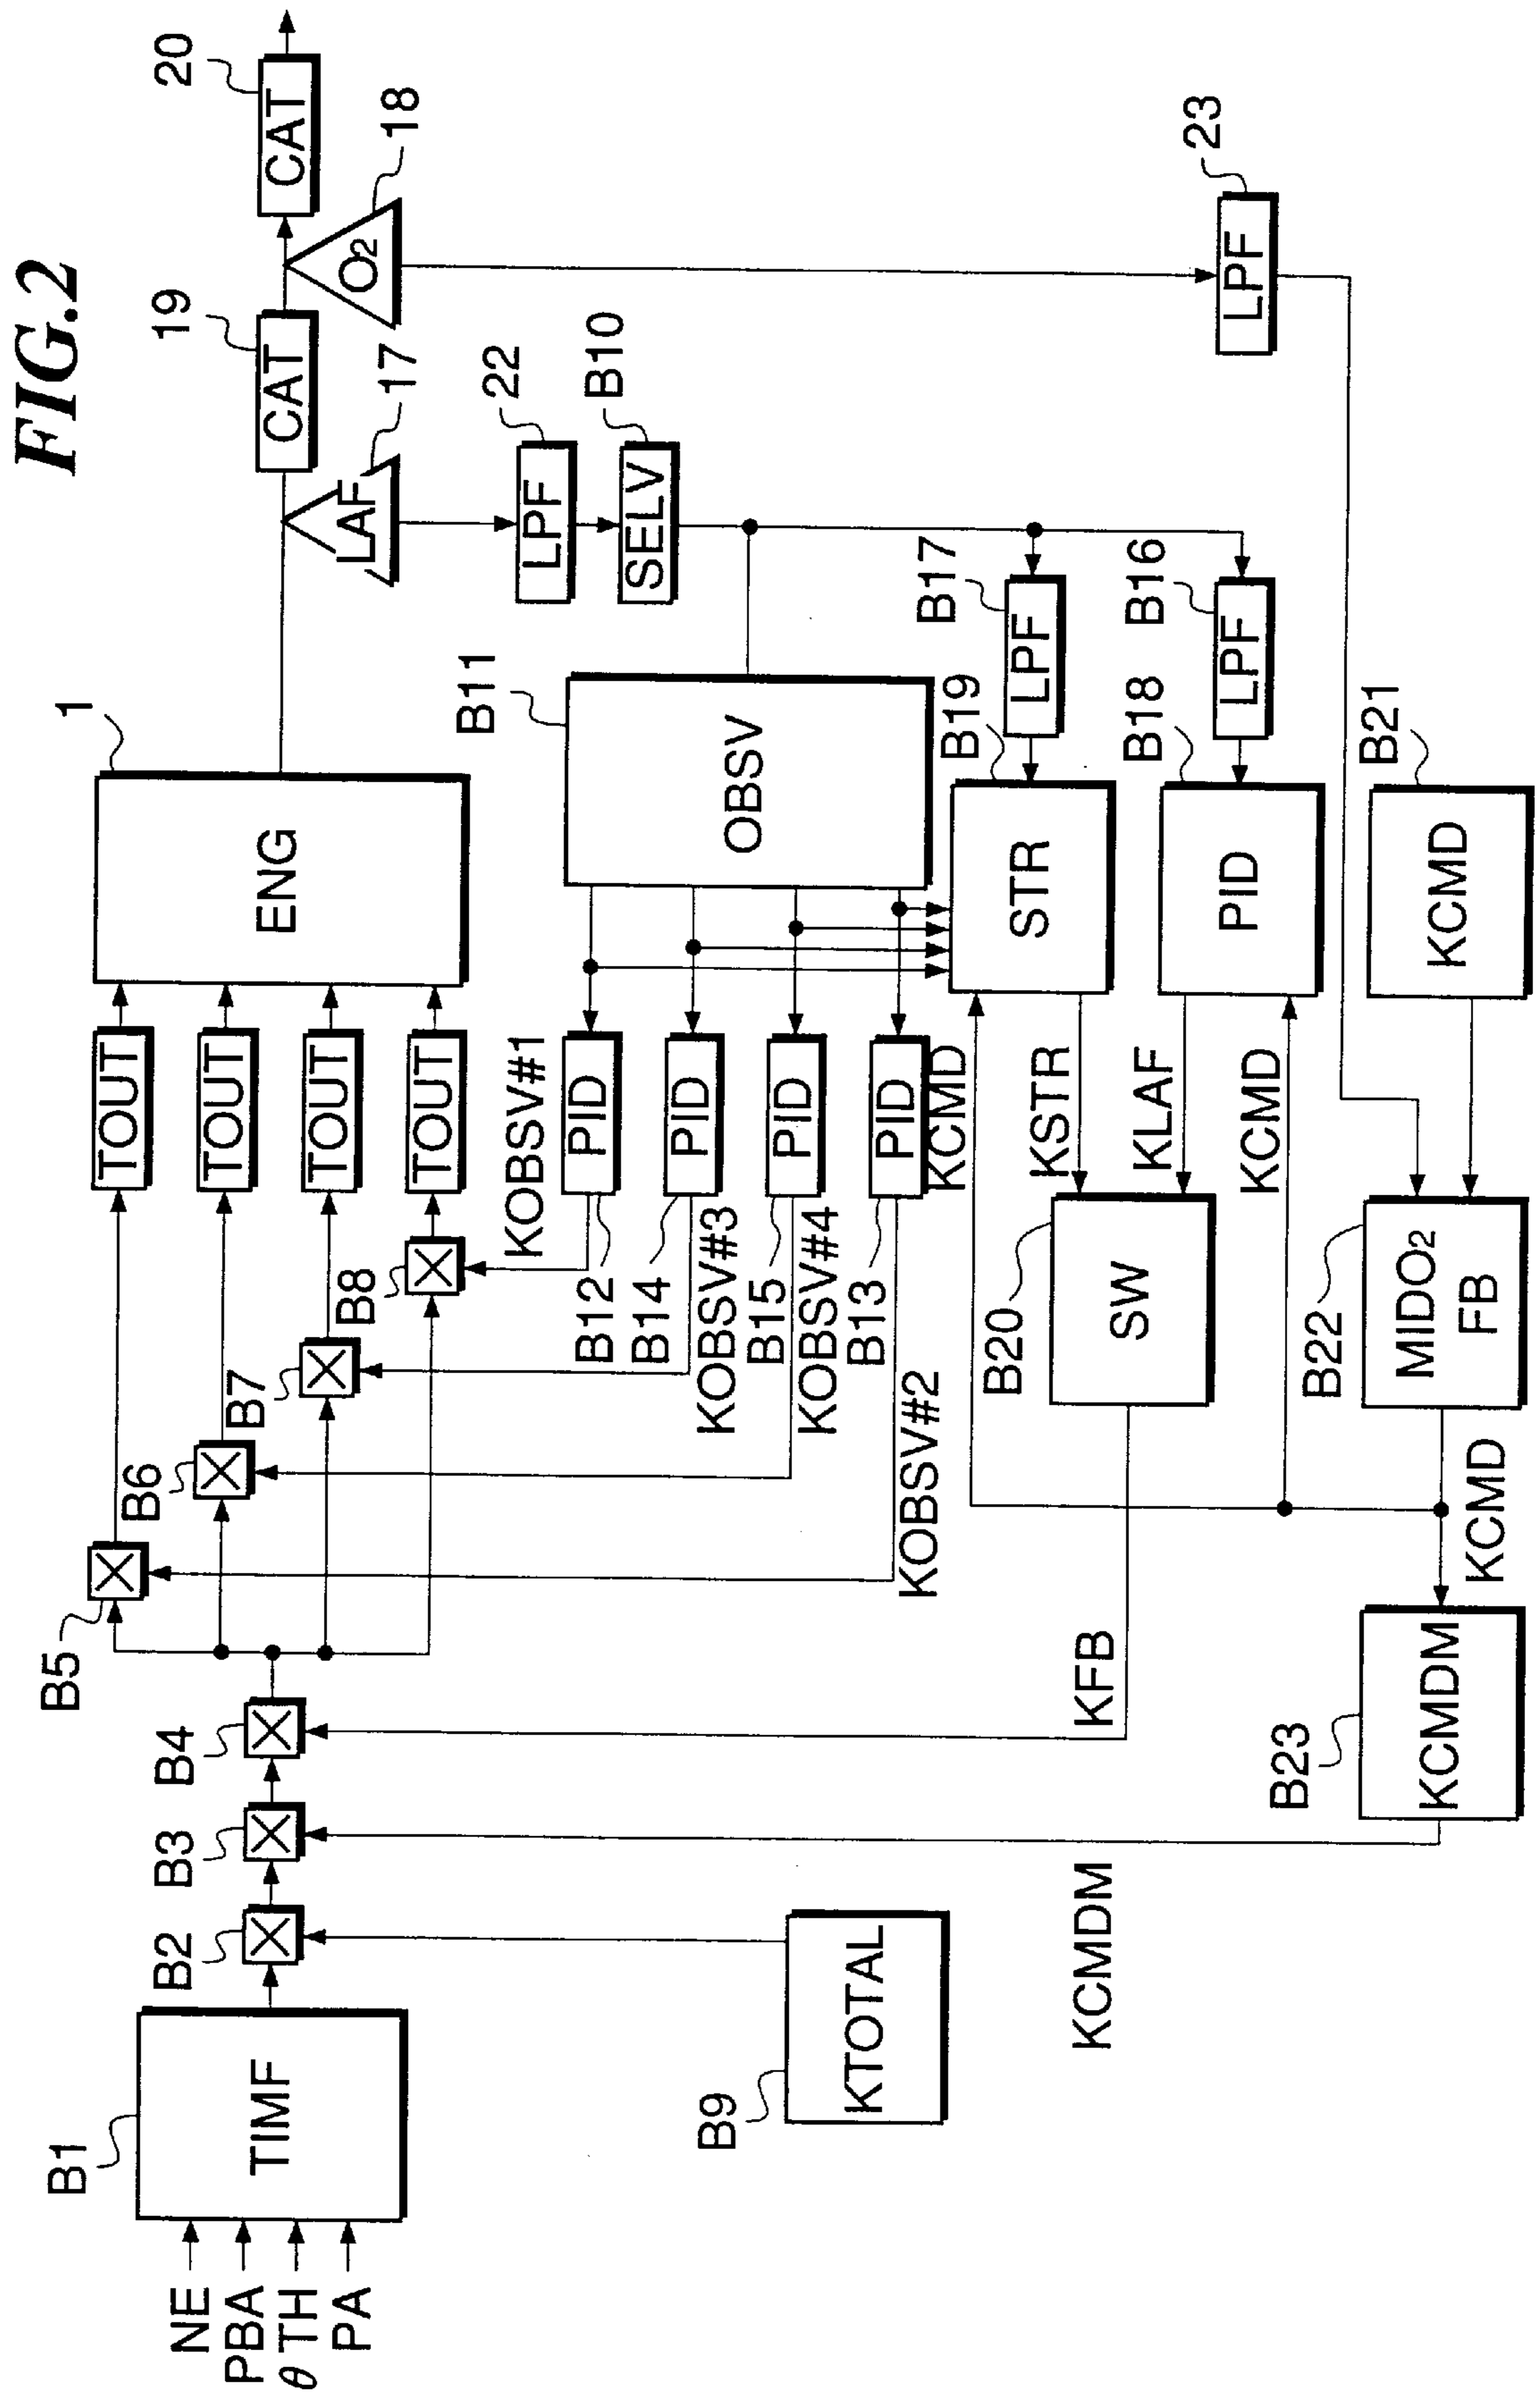 FIG.2
NE
PBA
θ TH
PA
B1
TIMF
B2
B3
B4
B9
KTOTAL
B5
B6
B7
B8
TOUT
TOUT
TOUT
TOUT
1
ENG
17
LAF
19
CAT
18
O2
20
CAT
22
LPF
B10
SELV
23
LPF
B11
OBSV
KOBSV#1
PID
B12
PID
B14
KOBSV#3
PID
B15
KOBSV#4
PID
B13
KOBSV#2
B17
LPF
B16
LPF
B19
STR
B18
PID
B21
KCMD
KCMD
KSTR
KLAF
KCMD
B20
SW
B22
MIDO2
FB
KFB
KCMD
B23
KCMDM
KCMDM